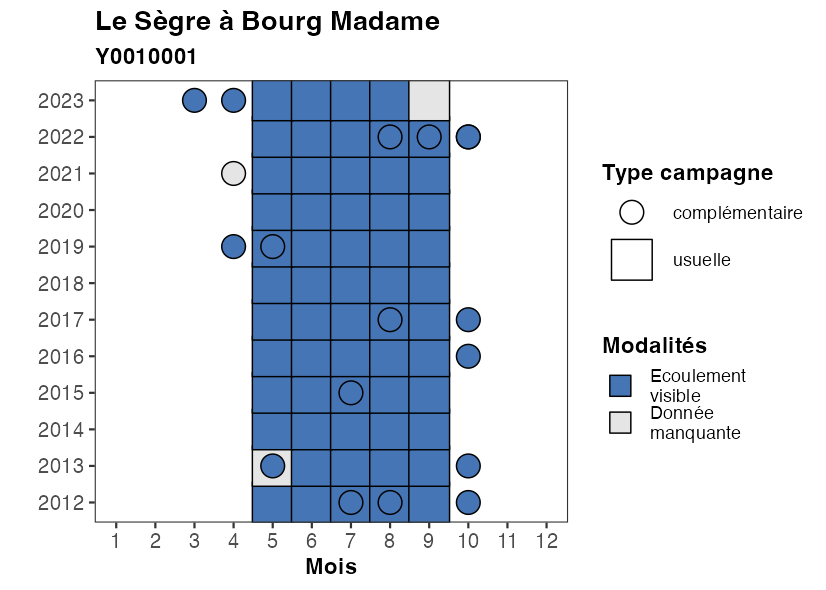 Le Sègre à Bourg Madame
Y0010001
2023
2022
2021
2020
2019
2018
2017
2016
2015
2014
2013
2012
1 2 3 4 5 6 7 8 9 10 11 12
Mois
Type campagne
complémentaire
usuelle
Modalités
Ecoulement
visible
Donnée
manquante